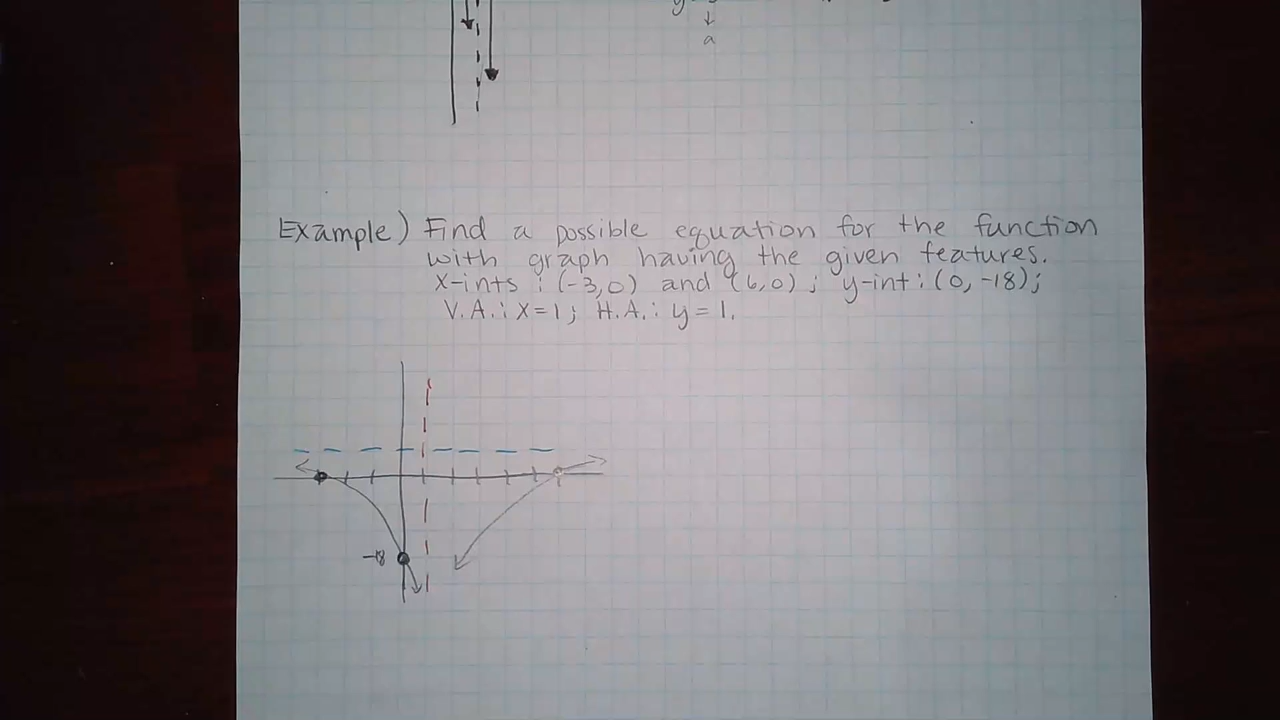 a
Example) Find a possible equation for the function
with graph having the given features.
X-ints : (-3,0) and (6,0) ; y-int : (0, -18);
V.A.: X=1; H.A.: y=1.
-18